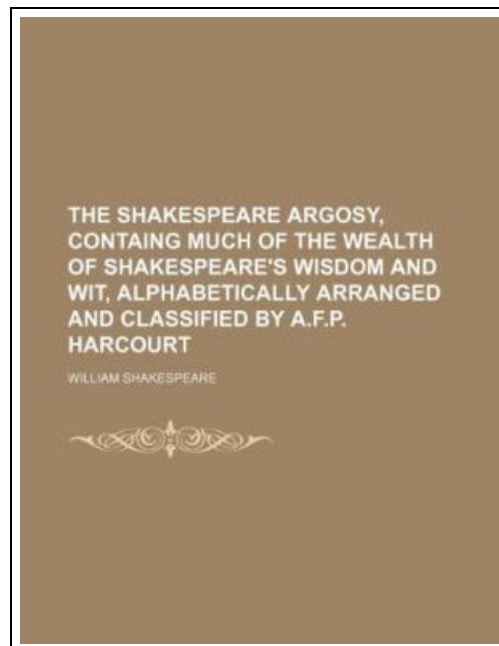 THE SHAKESPEARE ARGOSY,
CONTAING MUCH OF THE WEALTH
OF SHAKESPEARE'S WISDOM AND
WIT, ALPHABETICALLY ARRANGED
AND CLASSIFIED BY A.F.P.
HARCOURT
WILLIAM SHAKESPEARE